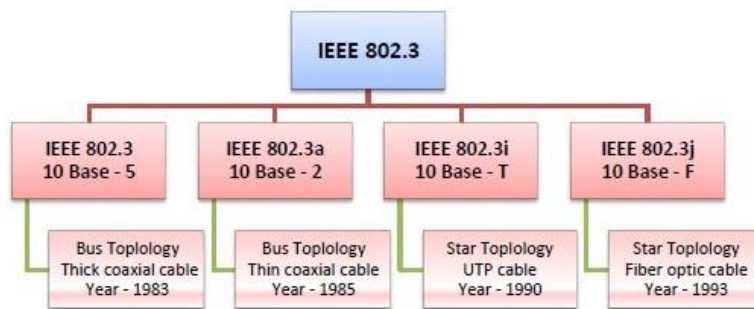 IEEE 802.3
IEEE 802.3
10 Base - 5
IEEE 802.3a
10 Base - 2
IEEE 802.3i
10 Base - T
IEEE 802.3j
10 Base - F
Bus Toplology
Thick coaxial cable
Year - 1983
Bus Toplology
Thin coaxial cable
Year - 1985
Star Toplology
UTP cable
Year - 1990
Star Toplology
Fiber optic cable
Year - 1993